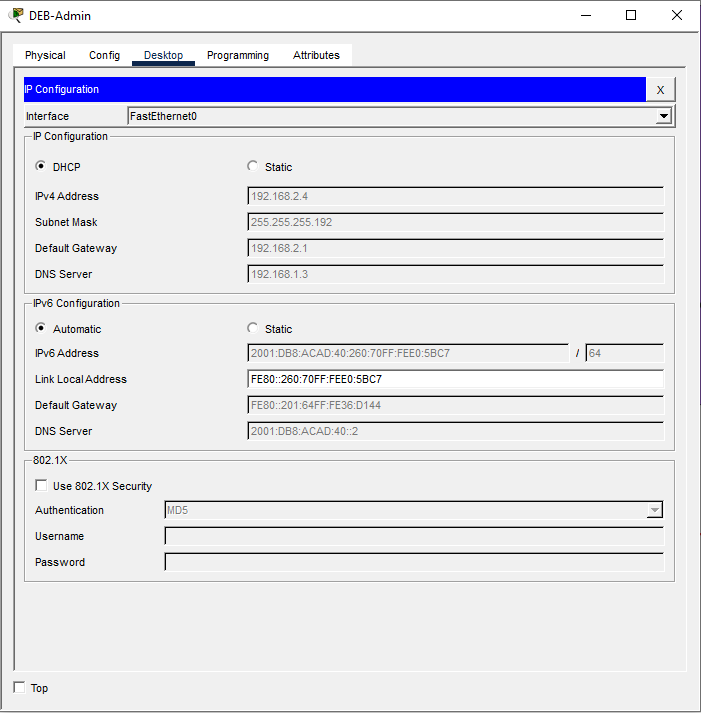 DEB-Admin
Physical Config Desktop Programming Attributes
IP Configuration X
Interface FastEthernet0
IP Configuration
DHCP Static
IPv4 Address 192.168.2.4
Subnet Mask 255.255.255.192
Default Gateway 192.168.2.1
DNS Server 192.168.1.3
IPv6 Configuration
Automatic Static
IPv6 Address 2001:DB8:ACAD:40:260:70FF:FEE0:5BC7 / 64
Link Local Address FE80::260:70FF:FEE0:5BC7
Default Gateway FE80::201:64FF:FE36:D144
DNS Server 2001:DB8:ACAD:40::2
802.1X
Use 802.1X Security
Authentication MD5
Username
Password
Top